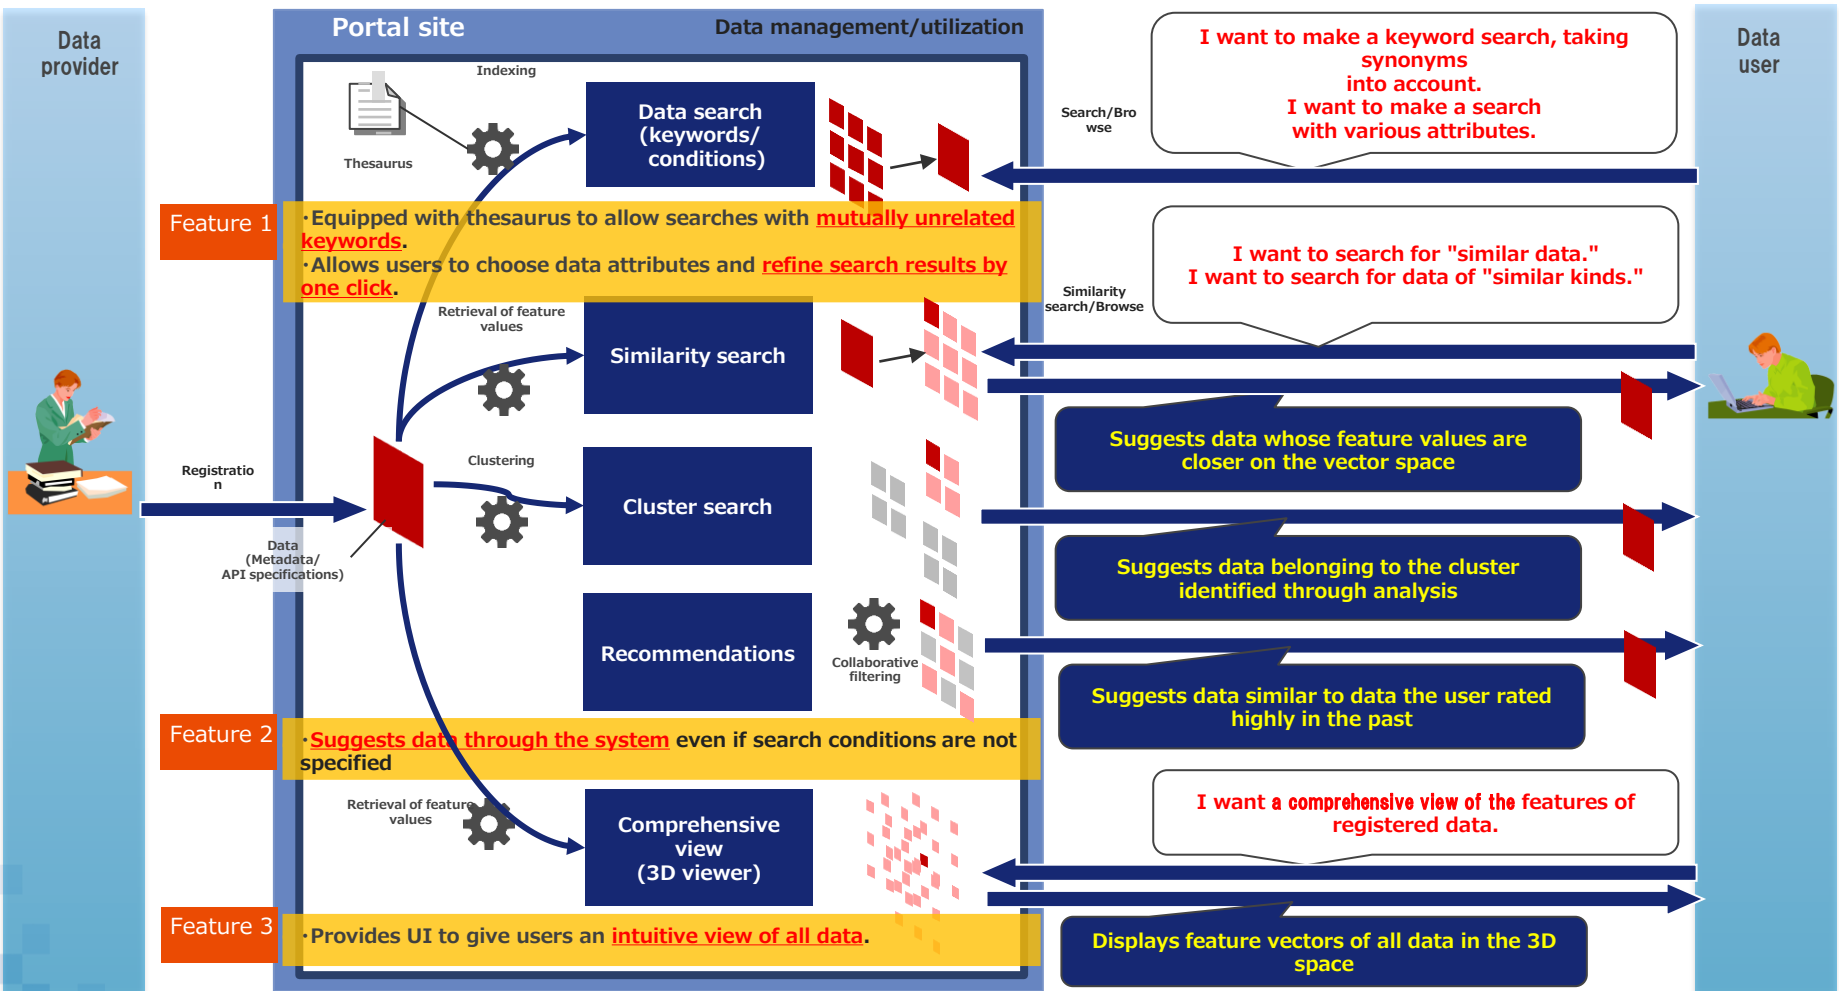 Data
provider
Portal site
Data management/utilization
Data
user
Indexing
Thesaurus
Data search
(keywords/
conditions)
Search/Bro
wse
I want to make a keyword search, taking
synonyms
into account.
I want to make a search
with various attributes.
Feature 1
・Equipped with thesaurus to allow searches with mutually unrelated
keywords.
・Allows users to choose data attributes and refine search results by
one click.
I want to search for "similar data."
I want to search for data of "similar kinds."
Similarity
search/Browse
Retrieval of feature
values
Similarity search
Suggests data whose feature values are
closer on the vector space
Registratio
n
Clustering
Cluster search
Data
(Metadata/
API specifications)
Suggests data belonging to the cluster
identified through analysis
Recommendations
Collaborative
filtering
Suggests data similar to data the user rated
highly in the past
Feature 2
・Suggests data through the system even if search conditions are not
specified
Retrieval of feature
values
Comprehensive
view
(3D viewer)
I want a comprehensive view of the features of
registered data.
Feature 3
・Provides UI to give users an intuitive view of all data.
Displays feature vectors of all data in the 3D
space